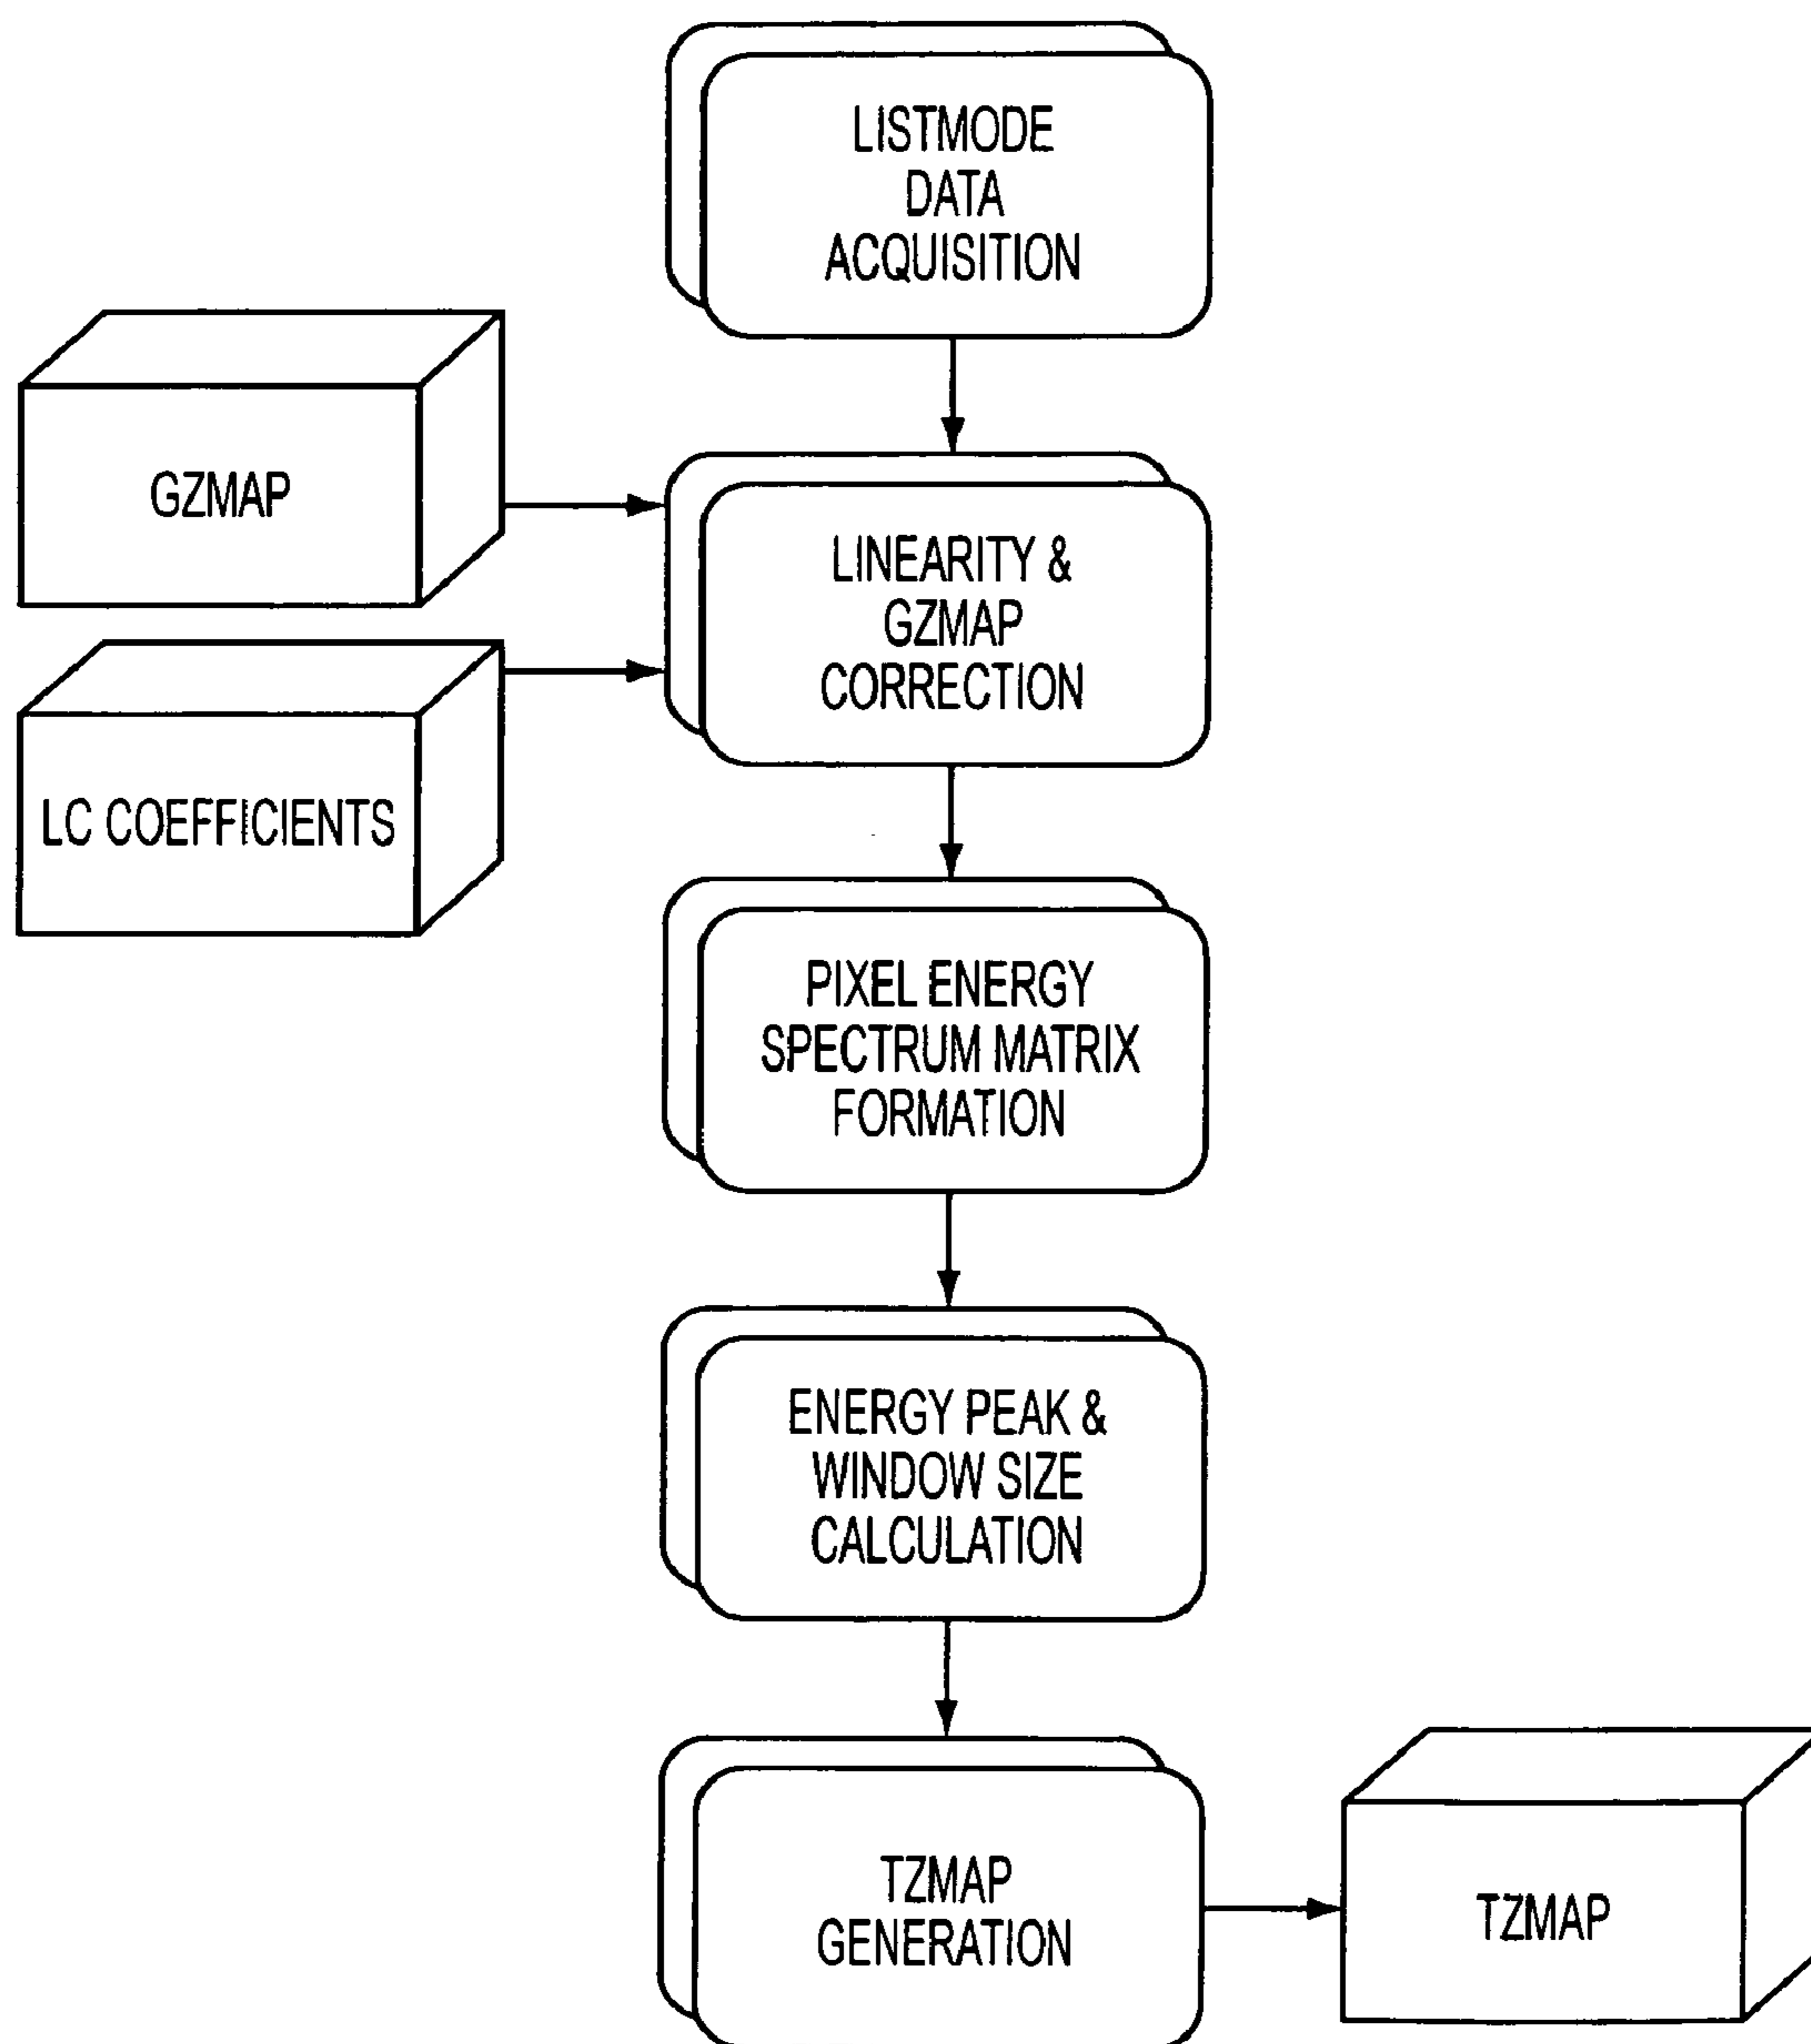 LISTMODE
DATA
ACQUISITION
GZMAP
LINEARITY &
GZMAP
CORRECTION
LC COEFFICIENTS
PIXEL ENERGY
SPECTRUM MATRIX
FORMATION
ENERGY PEAK &
WINDOW SIZE
CALCULATION
TZMAP
GENERATION
TZMAP